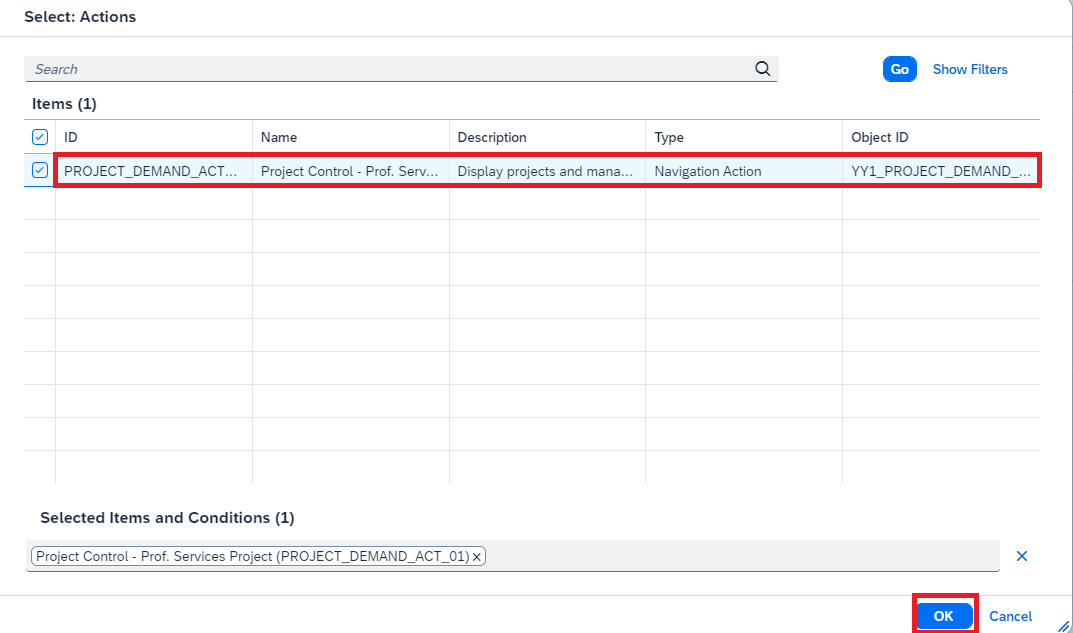 Select: Actions
Search
Go
Show Filters
Items (1)
ID Name Description Type Object ID
PROJECT_DEMAND_ACT... Project Control - Prof. Serv... Display projects and mana... Navigation Action YY1_PROJECT_DEMAND_...
Selected Items and Conditions (1)
Project Control - Prof. Services Project (PROJECT_DEMAND_ACT_01)
OK Cancel